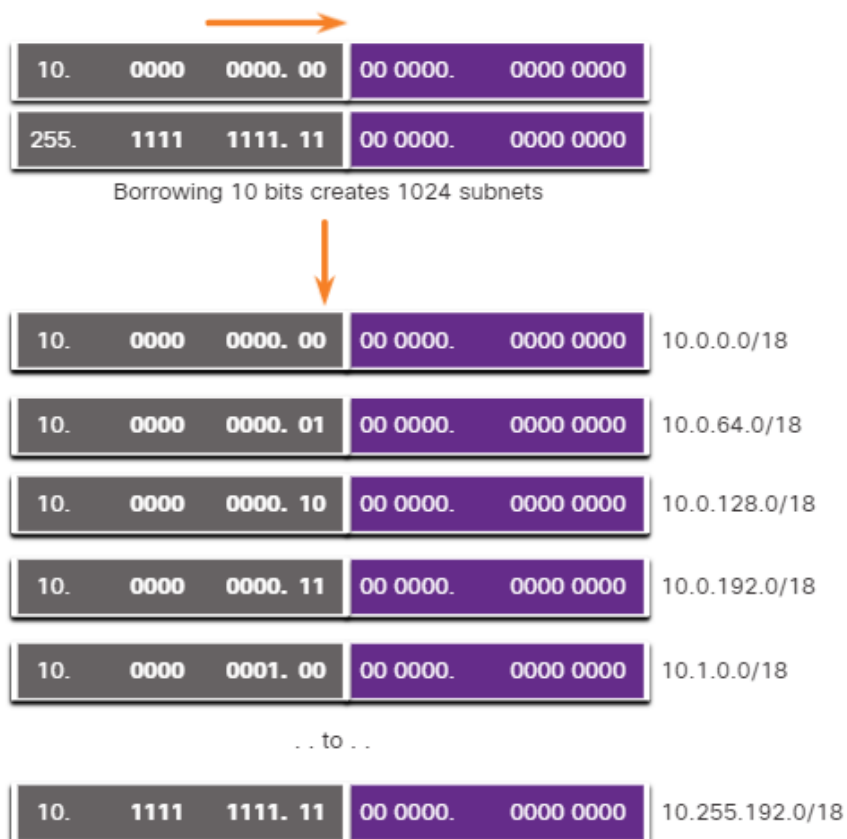 10. 0000 0000. 00 00 0000. 0000 0000
255. 1111 1111. 11 00 0000. 0000 0000
Borrowing 10 bits creates 1024 subnets
10. 0000 0000. 00 00 0000. 0000 0000 10.0.0.0/18
10. 0000 0000. 01 00 0000. 0000 0000 10.0.64.0/18
10. 0000 0000. 10 00 0000. 0000 0000 10.0.128.0/18
10. 0000 0000. 11 00 0000. 0000 0000 10.0.192.0/18
10. 0000 0001. 00 00 0000. 0000 0000 10.1.0.0/18
. . to . .
10. 1111 1111. 11 00 0000. 0000 0000 10.255.192.0/18